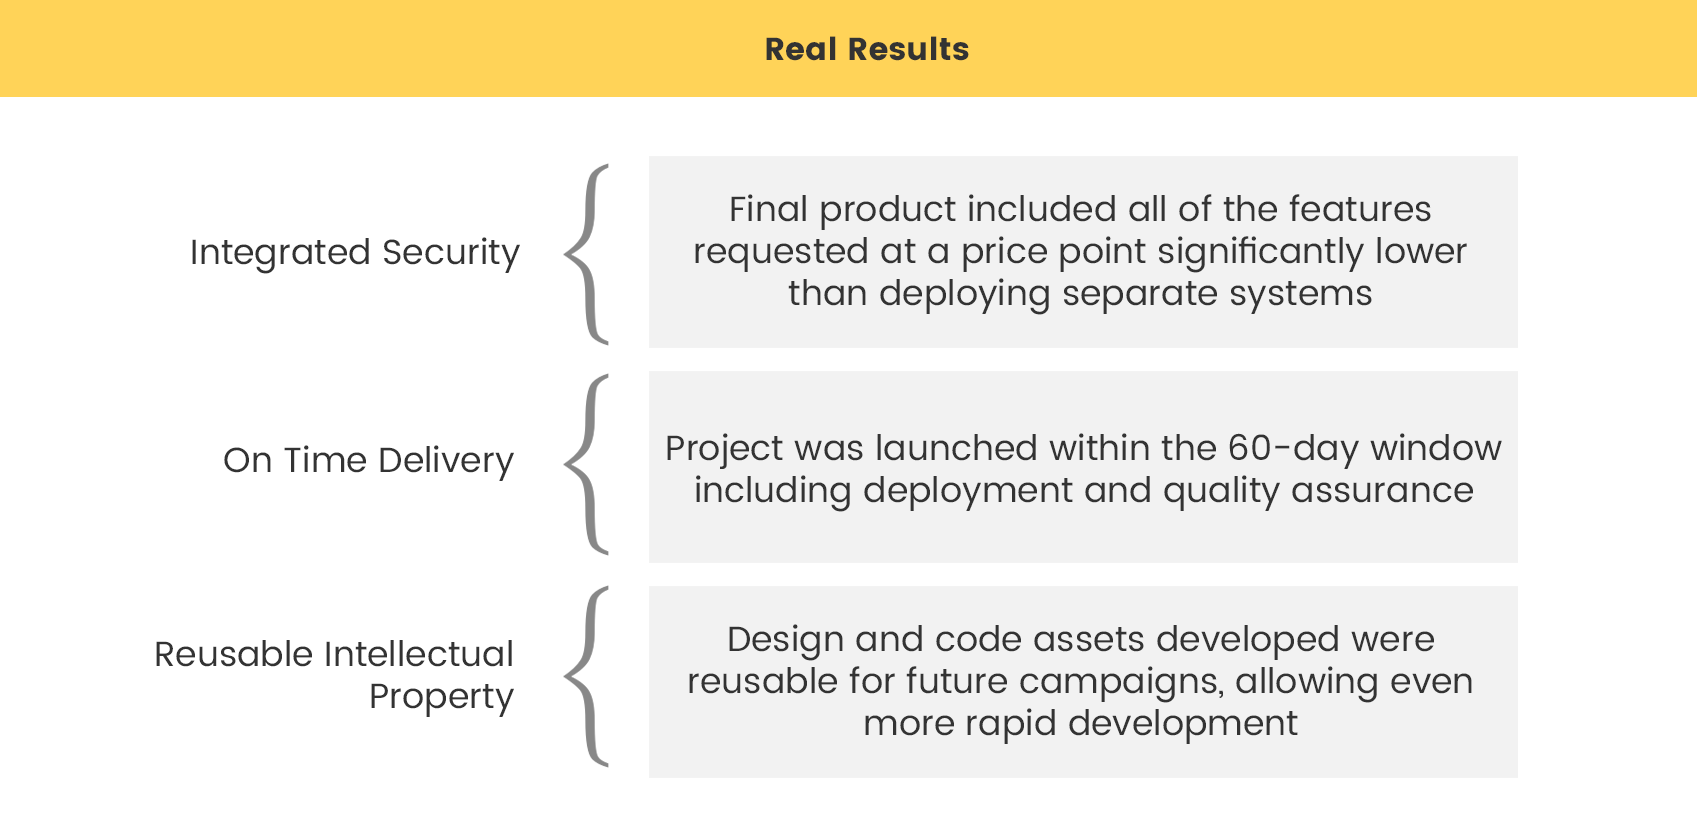 Real Results
Integrated Security
Final product included all of the features
requested at a price point significantly lower
than deploying separate systems
On Time Delivery
Project was launched within the 60-day window
including deployment and quality assurance
Reusable Intellectual
Property
Design and code assets developed were
reusable for future campaigns, allowing even
more rapid development